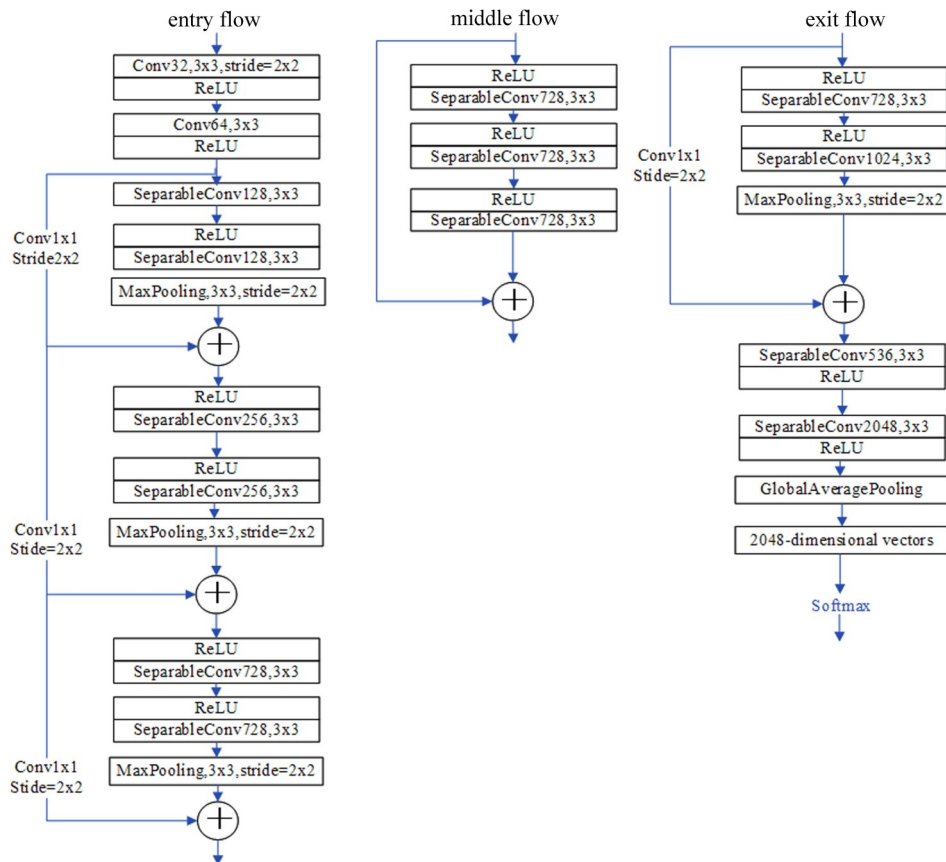 entry flow
Conv32,3x3,stride=2x2
ReLU
Conv64,3x3
ReLU
SeparableConv128,3x3
ReLU
SeparableConv128,3x3
MaxPooling,3x3,stride=2x2
Conv1x1
Stride2x2
ReLU
SeparableConv256,3x3
ReLU
SeparableConv256,3x3
MaxPooling,3x3,stride=2x2
Conv1x1
Stide=2x2
ReLU
SeparableConv728,3x3
ReLU
SeparableConv728,3x3
MaxPooling,3x3,stride=2x2
Conv1x1
Stide=2x2
middle flow
ReLU
SeparableConv728,3x3
ReLU
SeparableConv728,3x3
ReLU
SeparableConv728,3x3
exit flow
ReLU
SeparableConv728,3x3
ReLU
SeparableConv1024,3x3
MaxPooling,3x3,stride=2x2
Conv1x1
Stide=2x2
SeparableConv536,3x3
ReLU
SeparableConv2048,3x3
ReLU
GlobalAveragePooling
2048-dimensional vectors
Softmax